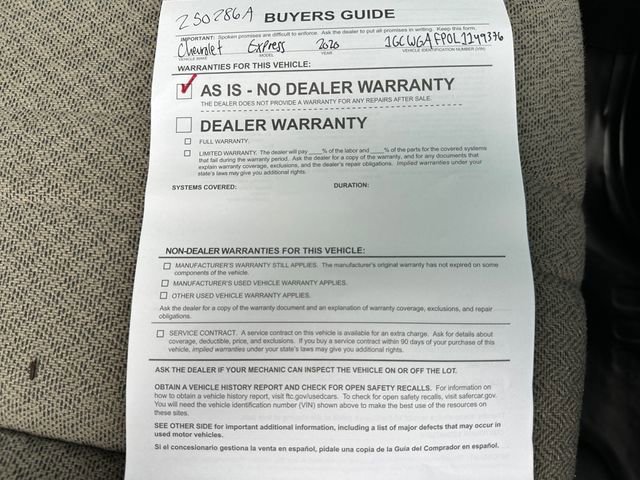 250286A BUYERS GUIDE
IMPORTANT: Spoken promises are difficult to enforce. Ask the dealer to put all promises in writing. Keep this form.
Chevrolet Express 2020 1GCWGAFP0L1149376
VEHICLE MAKE MODEL YEAR VEHICLE IDENTIFICATION NUMBER (VIN)
WARRANTIES FOR THIS VEHICLE:
AS IS - NO DEALER WARRANTY
THE DEALER DOES NOT PROVIDE A WARRANTY FOR ANY REPAIRS AFTER SALE.
DEALER WARRANTY
FULL WARRANTY.
LIMITED WARRANTY. The dealer will pay____% of the labor and____% of the parts for the covered systems
that fail during the warranty period. Ask the dealer for a copy of the warranty, and for any documents that
explain warranty coverage, exclusions, and the dealer's repair obligations. Implied warranties under your
state's laws may give you additional rights.
SYSTEMS COVERED: DURATION:
NON-DEALER WARRANTIES FOR THIS VEHICLE:
MANUFACTURER'S WARRANTY STILL APPLIES. The manufacturer's original warranty has not expired on some
components of the vehicle.
MANUFACTURER'S USED VEHICLE WARRANTY APPLIES.
OTHER USED VEHICLE WARRANTY APPLIES.
Ask the dealer for a copy of the warranty document and an explanation of warranty coverage, exclusions, and repair
obligations.
SERVICE CONTRACT. A service contract on this vehicle is available for an extra charge. Ask for details about
coverage, deductible, price, and exclusions. If you buy a service contract within 90 days of your purchase of this
vehicle, implied warranties under your state's laws may give you additional rights.
ASK THE DEALER IF YOUR MECHANIC CAN INSPECT THE VEHICLE ON OR OFF THE LOT.
OBTAIN A VEHICLE HISTORY REPORT AND CHECK FOR OPEN SAFETY RECALLS. For information on
how to obtain a vehicle history report, visit ftc.gov/usedcars. To check for open safety recalls, visit safercar.gov.
You will need the vehicle identification number (VIN) shown above to make the best use of the resources on
these sites.
SEE OTHER SIDE for important additional information, including a list of major defects that may occur in
used motor vehicles.
Si el concesionario gestiona la venta en español, pídale una copia de la Guía del Comprador en español.